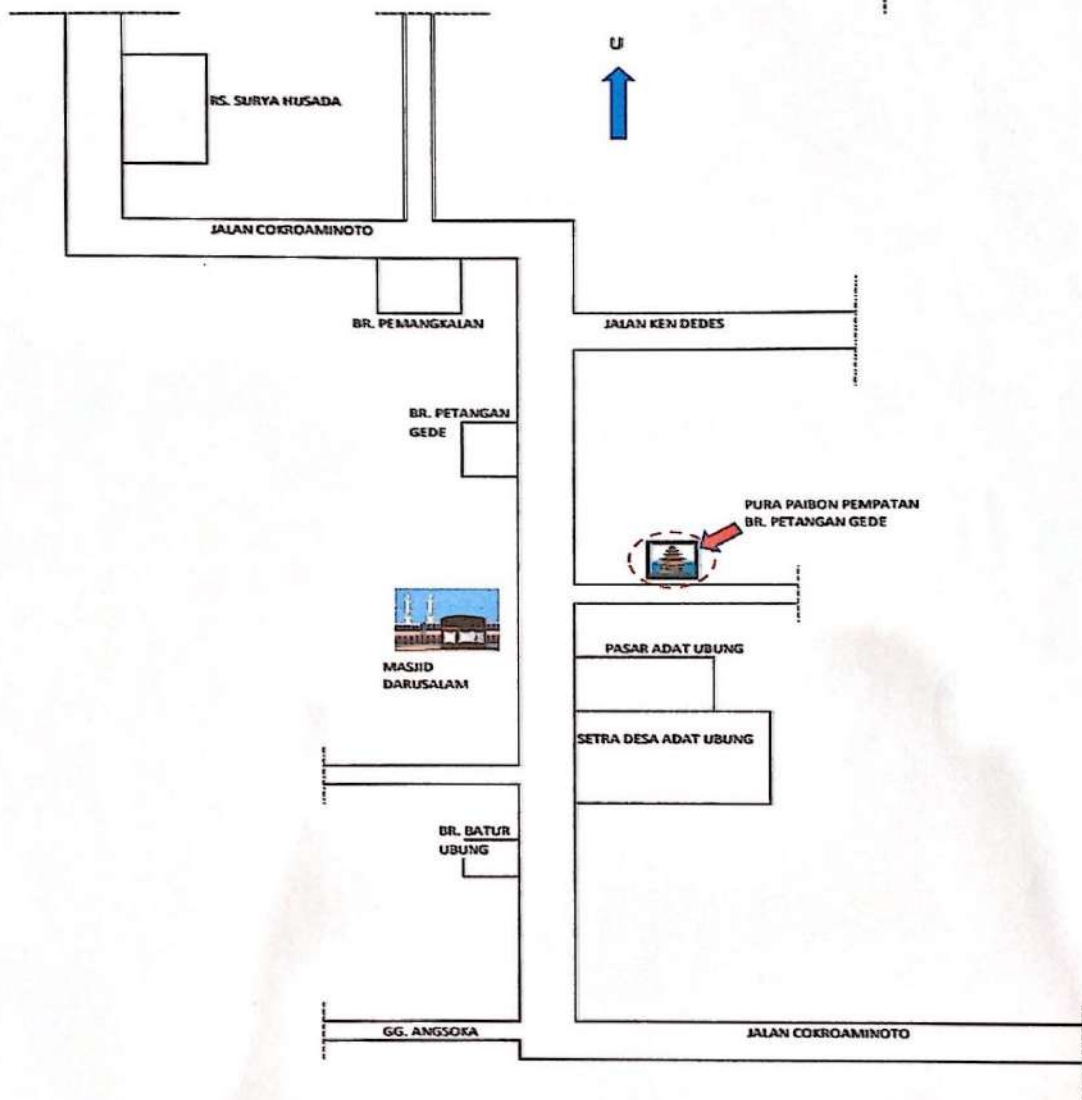 U
RS. SURYA HUSADA
JALAN COKROAMINOTO
BR. PEMANGKALAN
JALAN KEN DEDES
BR. PETANGAN
GEDE
PURA PAIBON PEMPATAN
BR. PETANGAN GEDE
MASJID
DARUSALAM
PASAR ADAT UBUNG
SETRA DESA ADAT UBUNG
BR. BATUR
UBUNG
GG. ANGSOKA
JALAN COKROAMINOTO